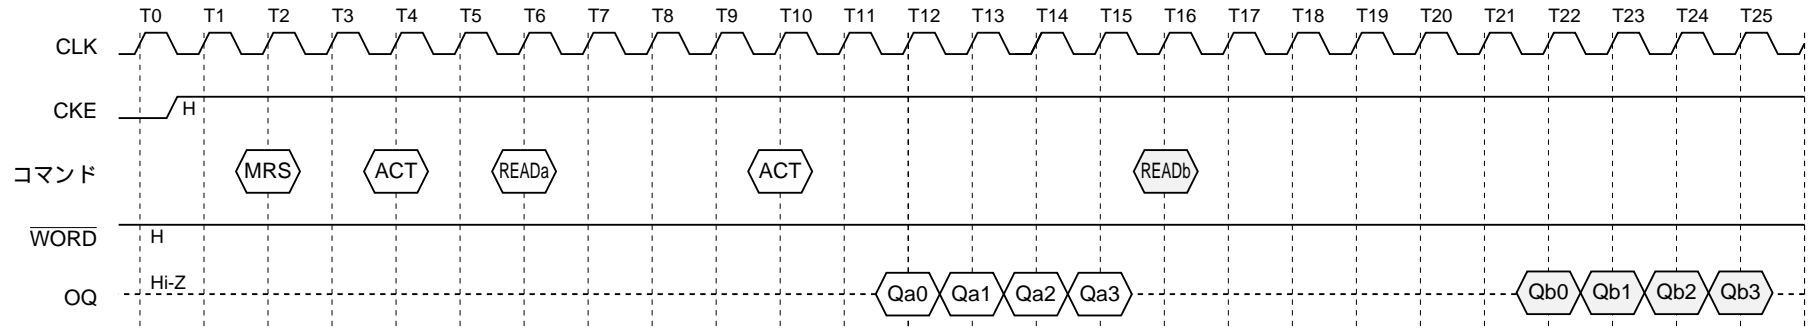 T0 T1 T2 T3 T4 T5 T6 T7 T8 T9 T10 T11 T12 T13 T14 T15 T16 T17 T18 T19 T20 T21 T22 T23 T24 T25
CLK
CKE H
コマンド MRS ACT READa ACT READb
WORD H
OQ Hi-Z Qa0 Qa1 Qa2 Qa3 Qb0 Qb1 Qb2 Qb3